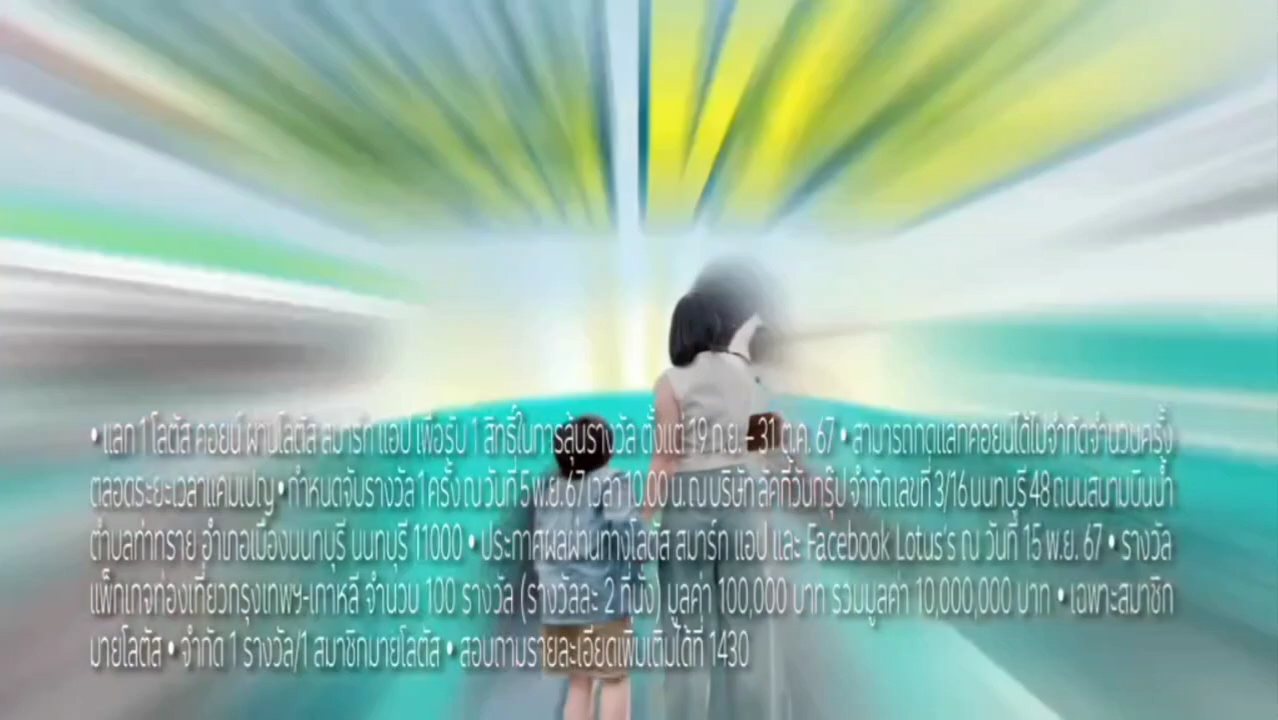 • แลก 1 โลตัส คอยน์ ผ่านโลตัส สมาร์ท แอป เพื่อรับ 1 สิทธิ์ในการลุ้นรางวัล ตั้งแต่ 19 ก.ย. – 31 ต.ค. 67 • สามารถกดแลกคอยน์ได้ไม่จำกัดจำนวนครั้ง
ตลอดระยะเวลาแคมเปญ • กำหนดจับรางวัล 1 ครั้ง ณ วันที่ 5 พ.ย. 67 เวลา 10.00 น. ณ บริษัท ลัคกี้วันกรุ๊ป จำกัด เลขที่ 3/16 นนทบุรี 48 ถนนสนามบินน้ำ
ตำบลท่าทราย อำเภอเมืองนนทบุรี นนทบุรี 11000 • ประกาศผลผ่านทางโลตัส สมาร์ท แอป และ Facebook Lotus's ณ วันที่ 15 พ.ย. 67 • รางวัล
แพ็กเกจท่องเที่ยวกรุงเทพฯ-เกาหลี จำนวน 100 รางวัล (รางวัลละ 2 ที่นั่ง) มูลค่า 100,000 บาท รวมมูลค่า 10,000,000 บาท • เฉพาะสมาชิก
มายโลตัส • จำกัด 1 รางวัล/1 สมาชิกมายโลตัส • สอบถามรายละเอียดเพิ่มเติมได้ที่ 1430